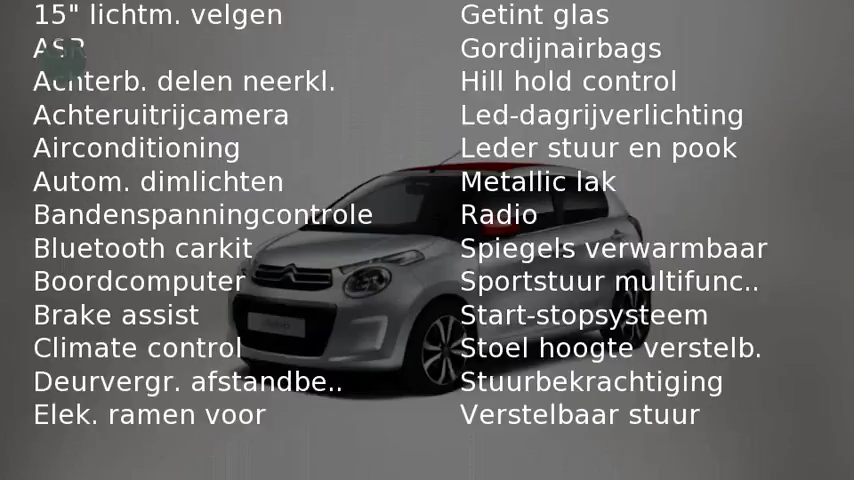 15" lichtm. velgen
ASR
Achterb. delen neerkl.
Achteruitrijcamera
Airconditioning
Autom. dimlichten
Bandenspanningcontrole
Bluetooth carkit
Boordcomputer
Brake assist
Climate control
Deurvergr. afstandbe..
Elek. ramen voor
Getint glas
Gordijnairbags
Hill hold control
Led-dagrijverlichting
Leder stuur en pook
Metallic lak
Radio
Spiegels verwarmbaar
Sportstuur multifunc..
Start-stopsysteem
Stoel hoogte verstelb.
Stuurbekrachtiging
Verstelbaar stuur